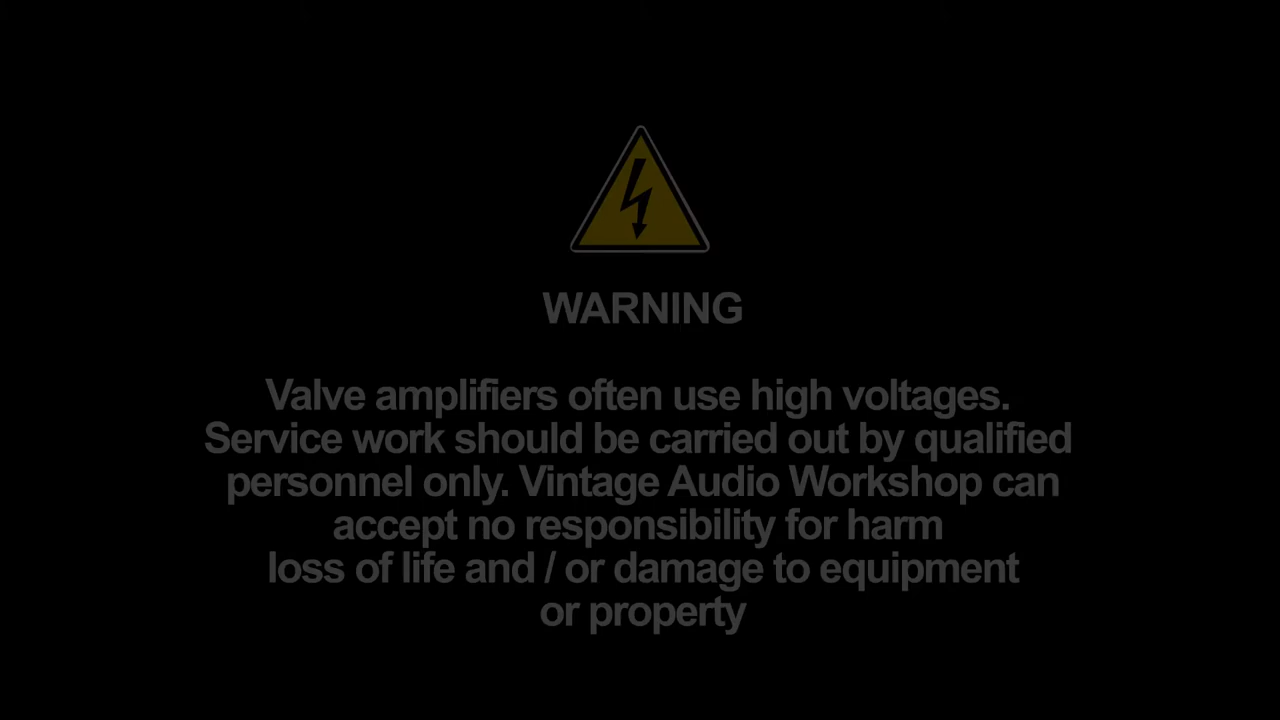 WARNING
Valve amplifiers often use high voltages.
Service work should be carried out by qualified
personnel only. Vintage Audio Workshop can
accept no responsibility for harm
loss of life and / or damage to equipment
or property